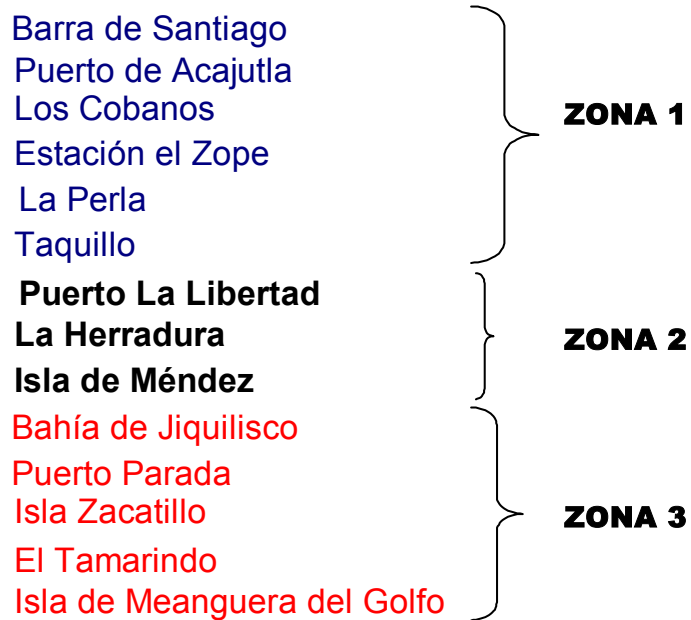 Barra de Santiago
Puerto de Acajutla
Los Cobanos
ZONA 1
Estación el Zope
La Perla
Taquillo
Puerto La Libertad
La Herradura
ZONA 2
Isla de Méndez
Bahía de Jiquilisco
Puerto Parada
Isla Zacatillo
ZONA 3
El Tamarindo
Isla de Meanguera del Golfo